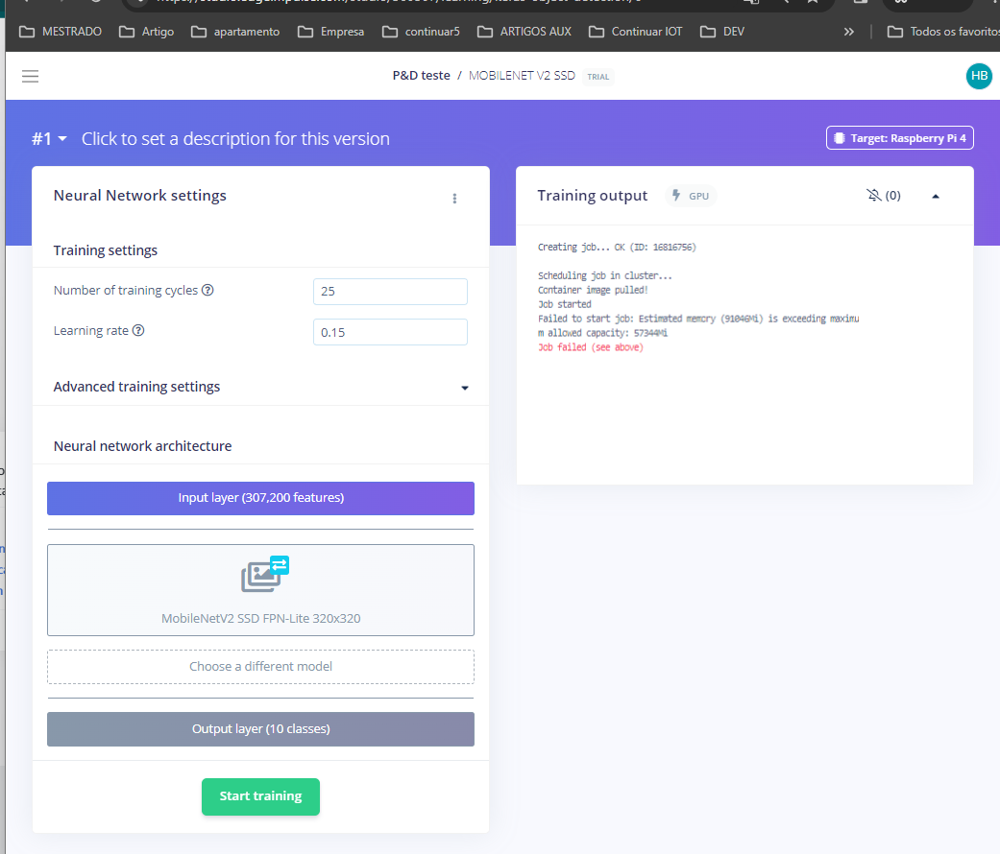 MESTRADO
Artigo
apartamento
Empresa
continuar5
ARTIGOS AUX
Continuar IOT
DEV
»
Todos os favoritos
P&D teste / MOBILENET V2 SSD TRIAL
HB
#1 Click to set a description for this version
Target: Raspberry Pi 4
Neural Network settings
Training settings
Number of training cycles ?
25
Learning rate ?
0.15
Advanced training settings
Neural network architecture
Input layer (307,200 features)
MobileNetV2 SSD FPN-Lite 320x320
Choose a different model
Output layer (10 classes)
Start training
Training output
GPU
(0)
Creating job... OK (ID: 16816756)
Scheduling job in cluster...
Container image pulled!
Job started
Failed to start job: Estimated memory (91046Mi) is exceeding maximu
m allowed capacity: 57344Mi
Job failed (see above)